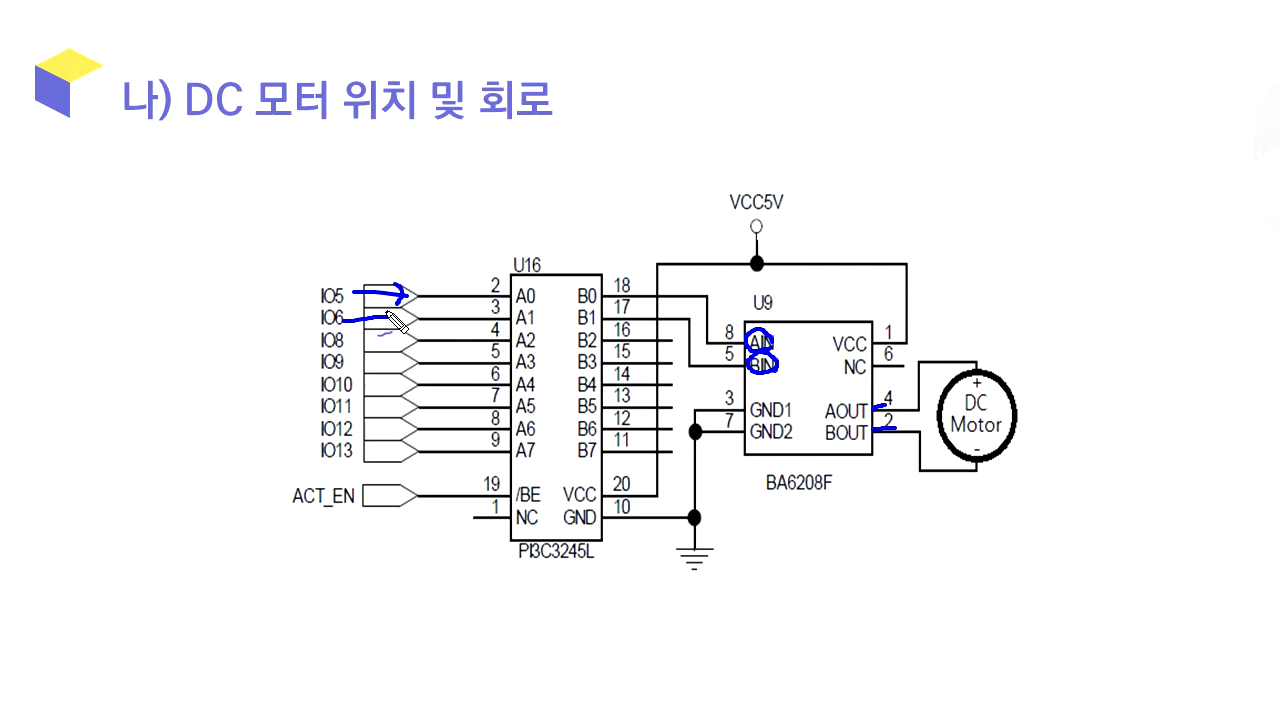 나) DC 모터 위치 및 회로
VCC5V
U16
IO5 2 A0 B0 18
IO6 3 A1 B1 17
IO8 4 A2 B2 16
IO9 5 A3 B3 15
IO10 6 A4 B4 14
IO11 7 A5 B5 13
IO12 8 A6 B6 12
IO13 9 A7 B7 11
ACT_EN 19 /BE VCC 20
1 NC GND 10
PI3C3245L
U9
8 AIN VCC 1
5 BIN NC 6
3 GND1 AOUT 4
7 GND2 BOUT 2
BA6208F
+
DC
Motor
-